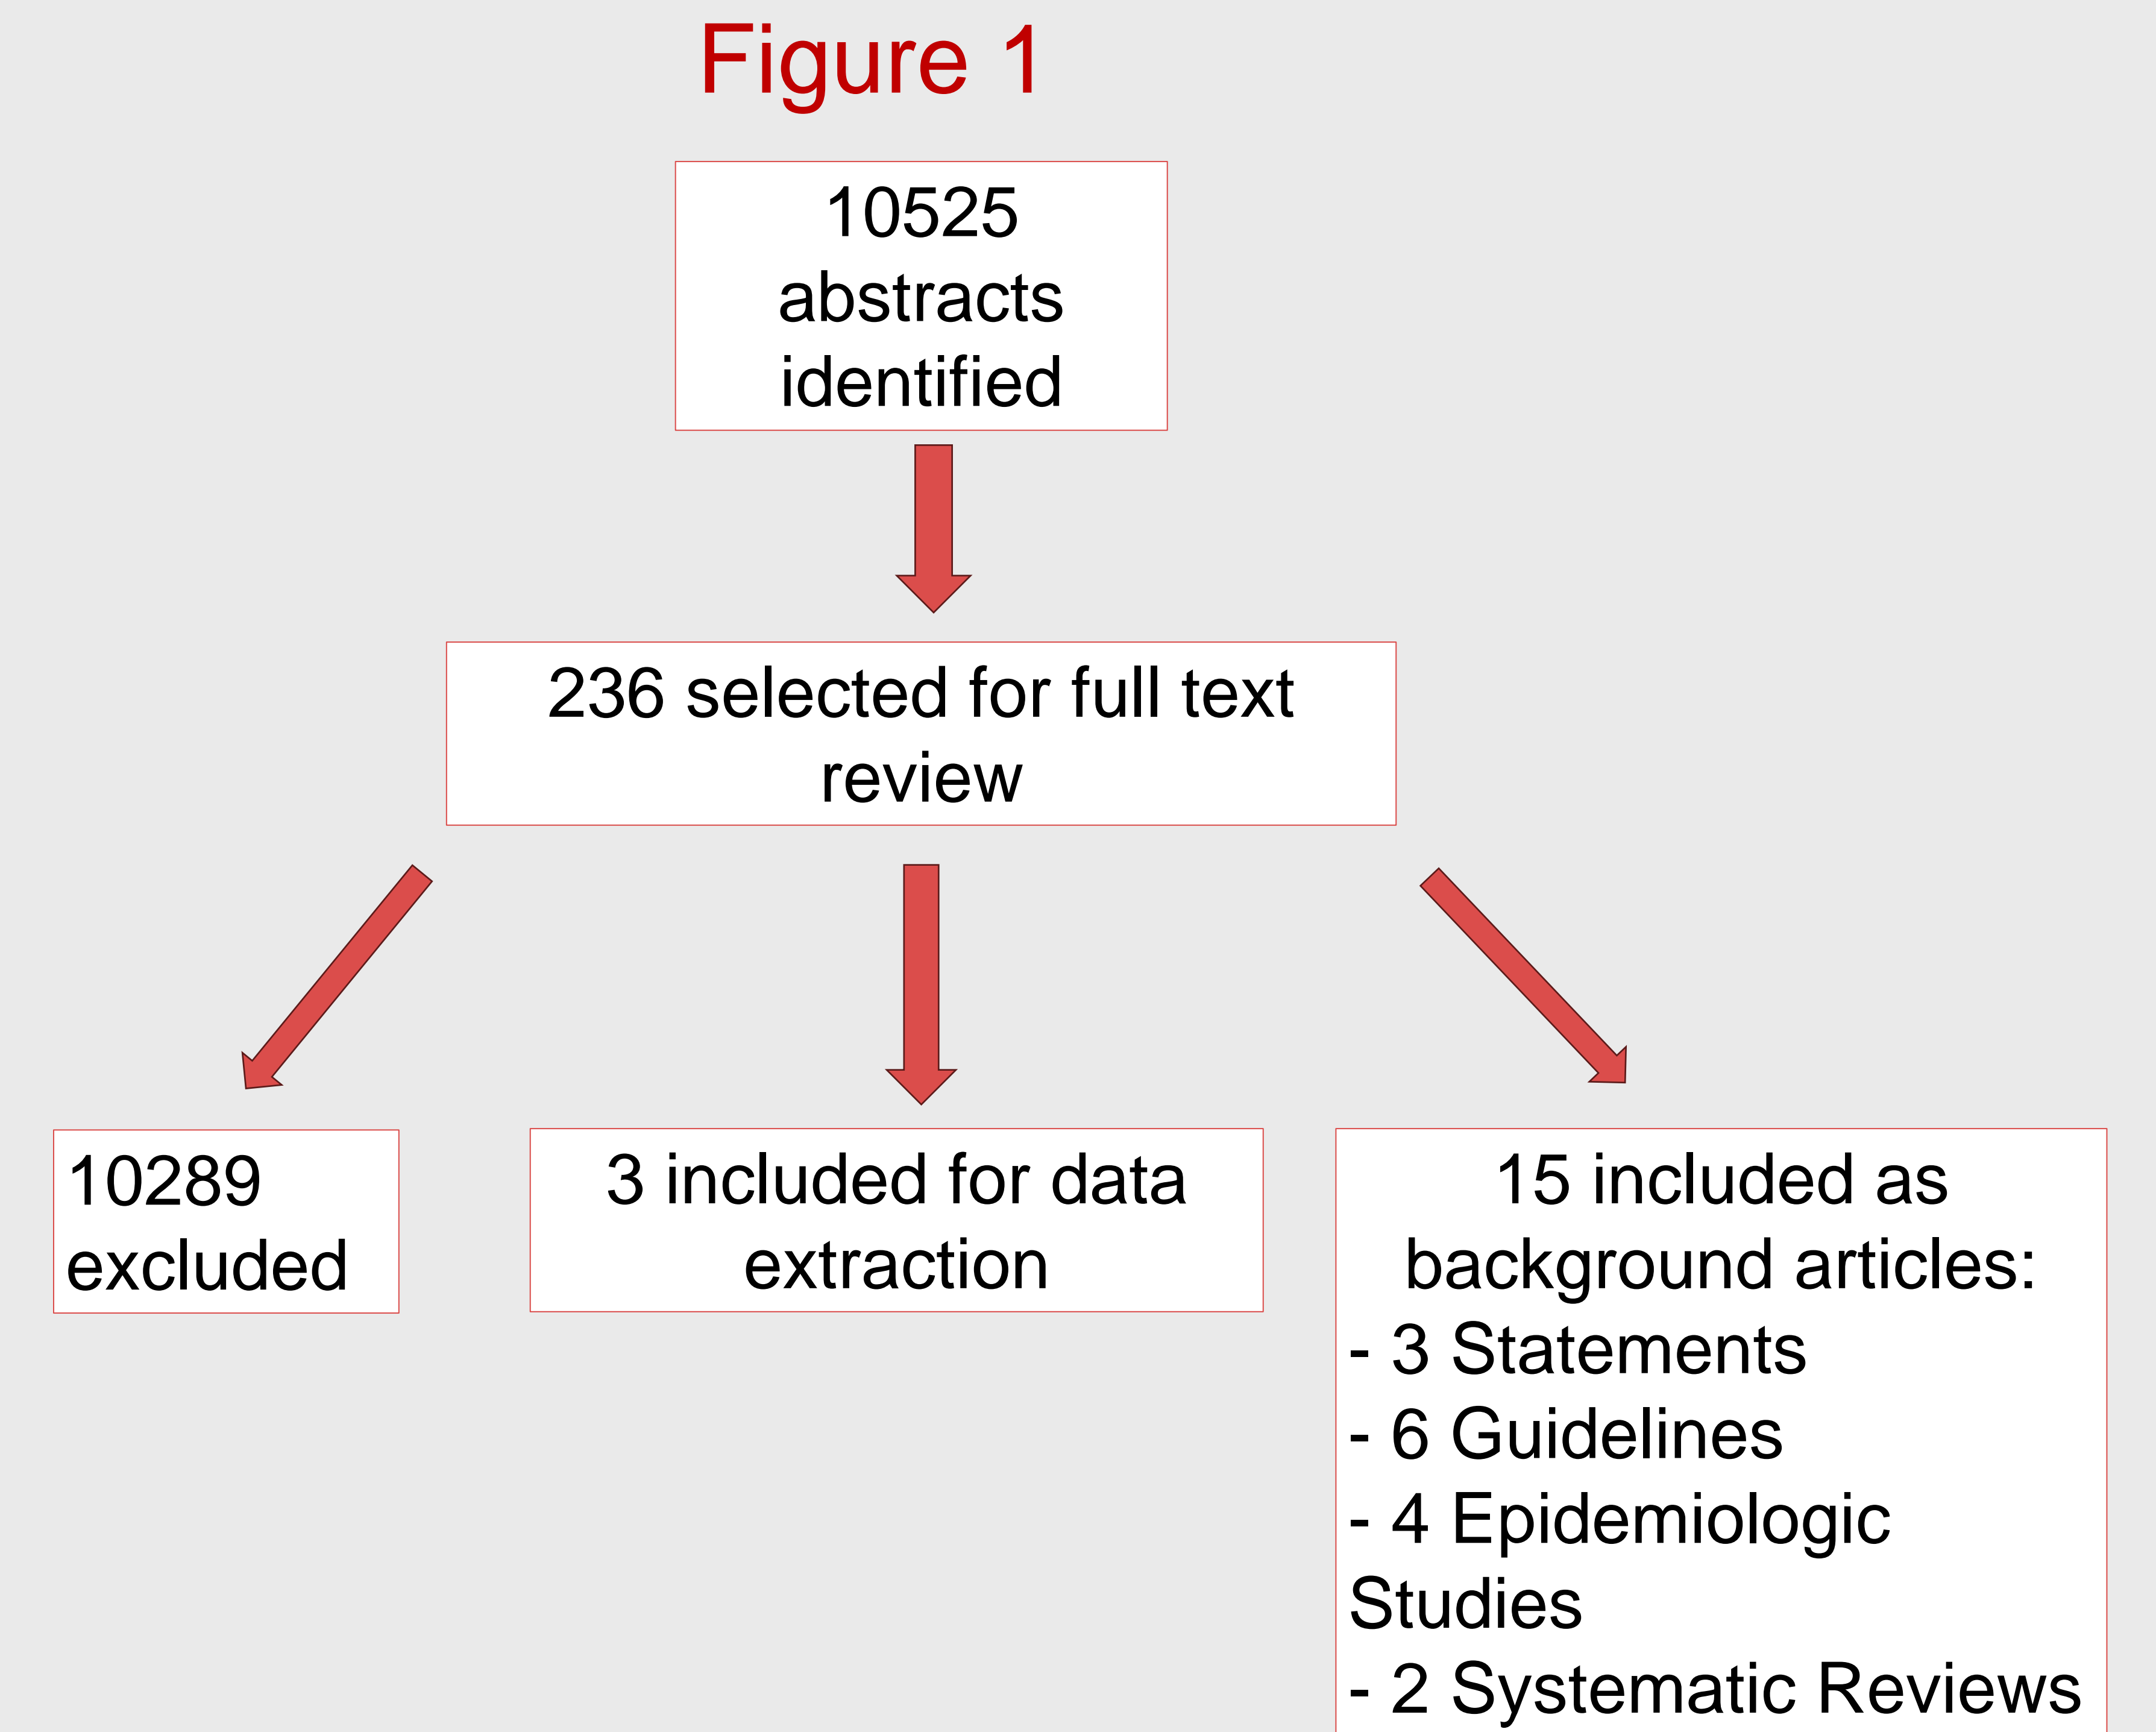 Figure 1
10525
abstracts
identified
236 selected for full text
review
10289
excluded
3 included for data
extraction
15 included as
background articles:
- 3 Statements
- 6 Guidelines
- 4 Epidemiologic
Studies
- 2 Systematic Reviews